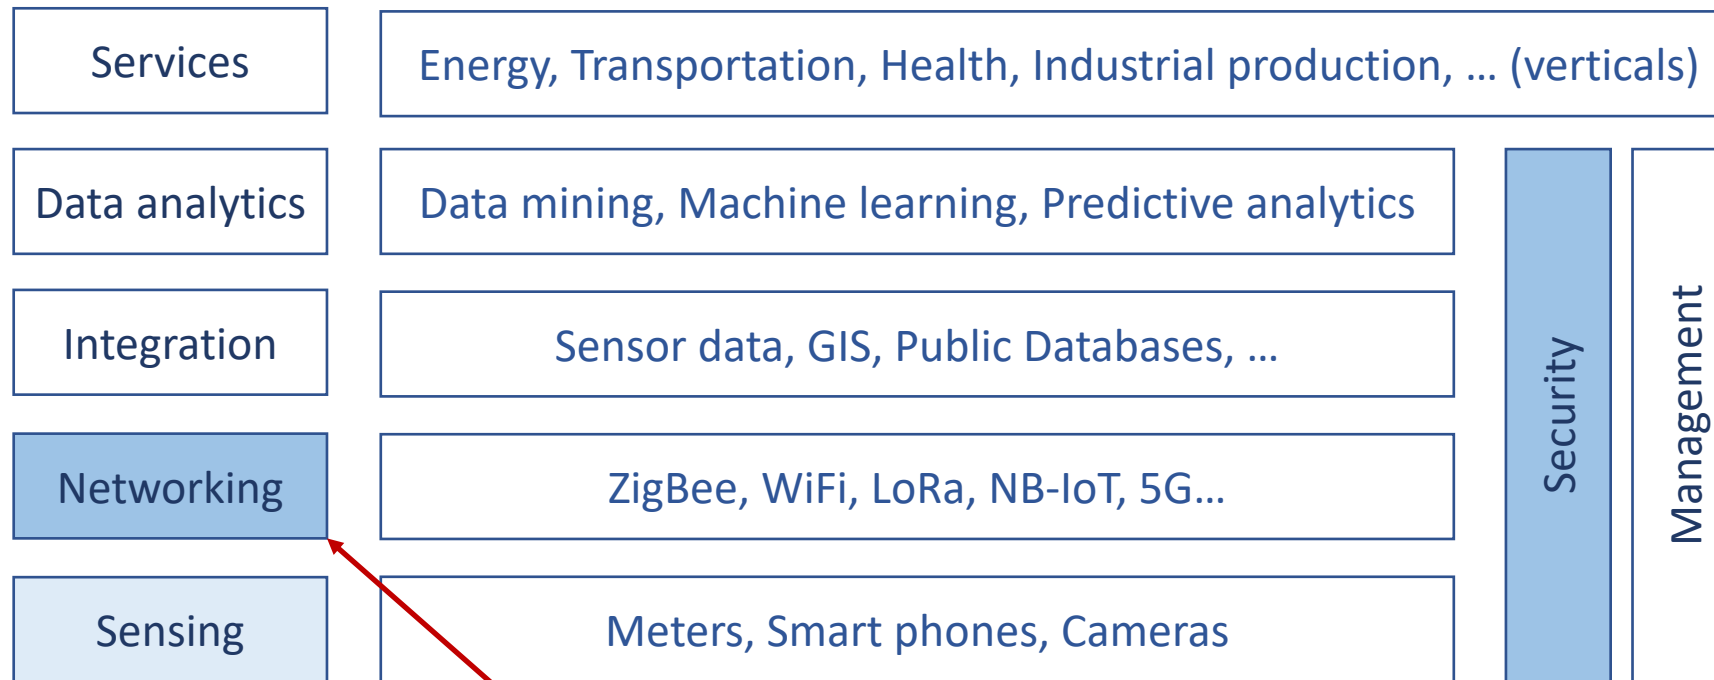 Services
Energy, Transportation, Health, Industrial production, … (verticals)
Data analytics
Data mining, Machine learning, Predictive analytics
Integration
Sensor data, GIS, Public Databases, …
Networking
ZigBee, WiFi, LoRa, NB-IoT, 5G…
Sensing
Meters, Smart phones, Cameras
Security
Management